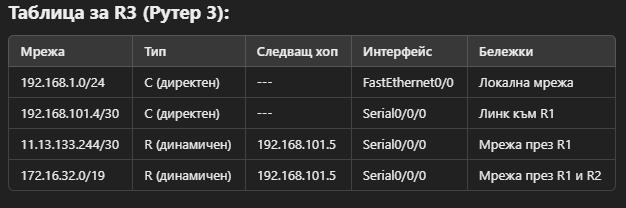 Таблица за R3 (Рутер 3):
Мрежа Тип Следващ хоп Интерфейс Бележки
192.168.1.0/24 C (директен) --- FastEthernet0/0 Локална мрежа
192.168.101.4/30 C (директен) --- Serial0/0/0 Линк към R1
11.13.133.244/30 R (динамичен) 192.168.101.5 Serial0/0/0 Мрежа през R1
172.16.32.0/19 R (динамичен) 192.168.101.5 Serial0/0/0 Мрежа през R1 и R2